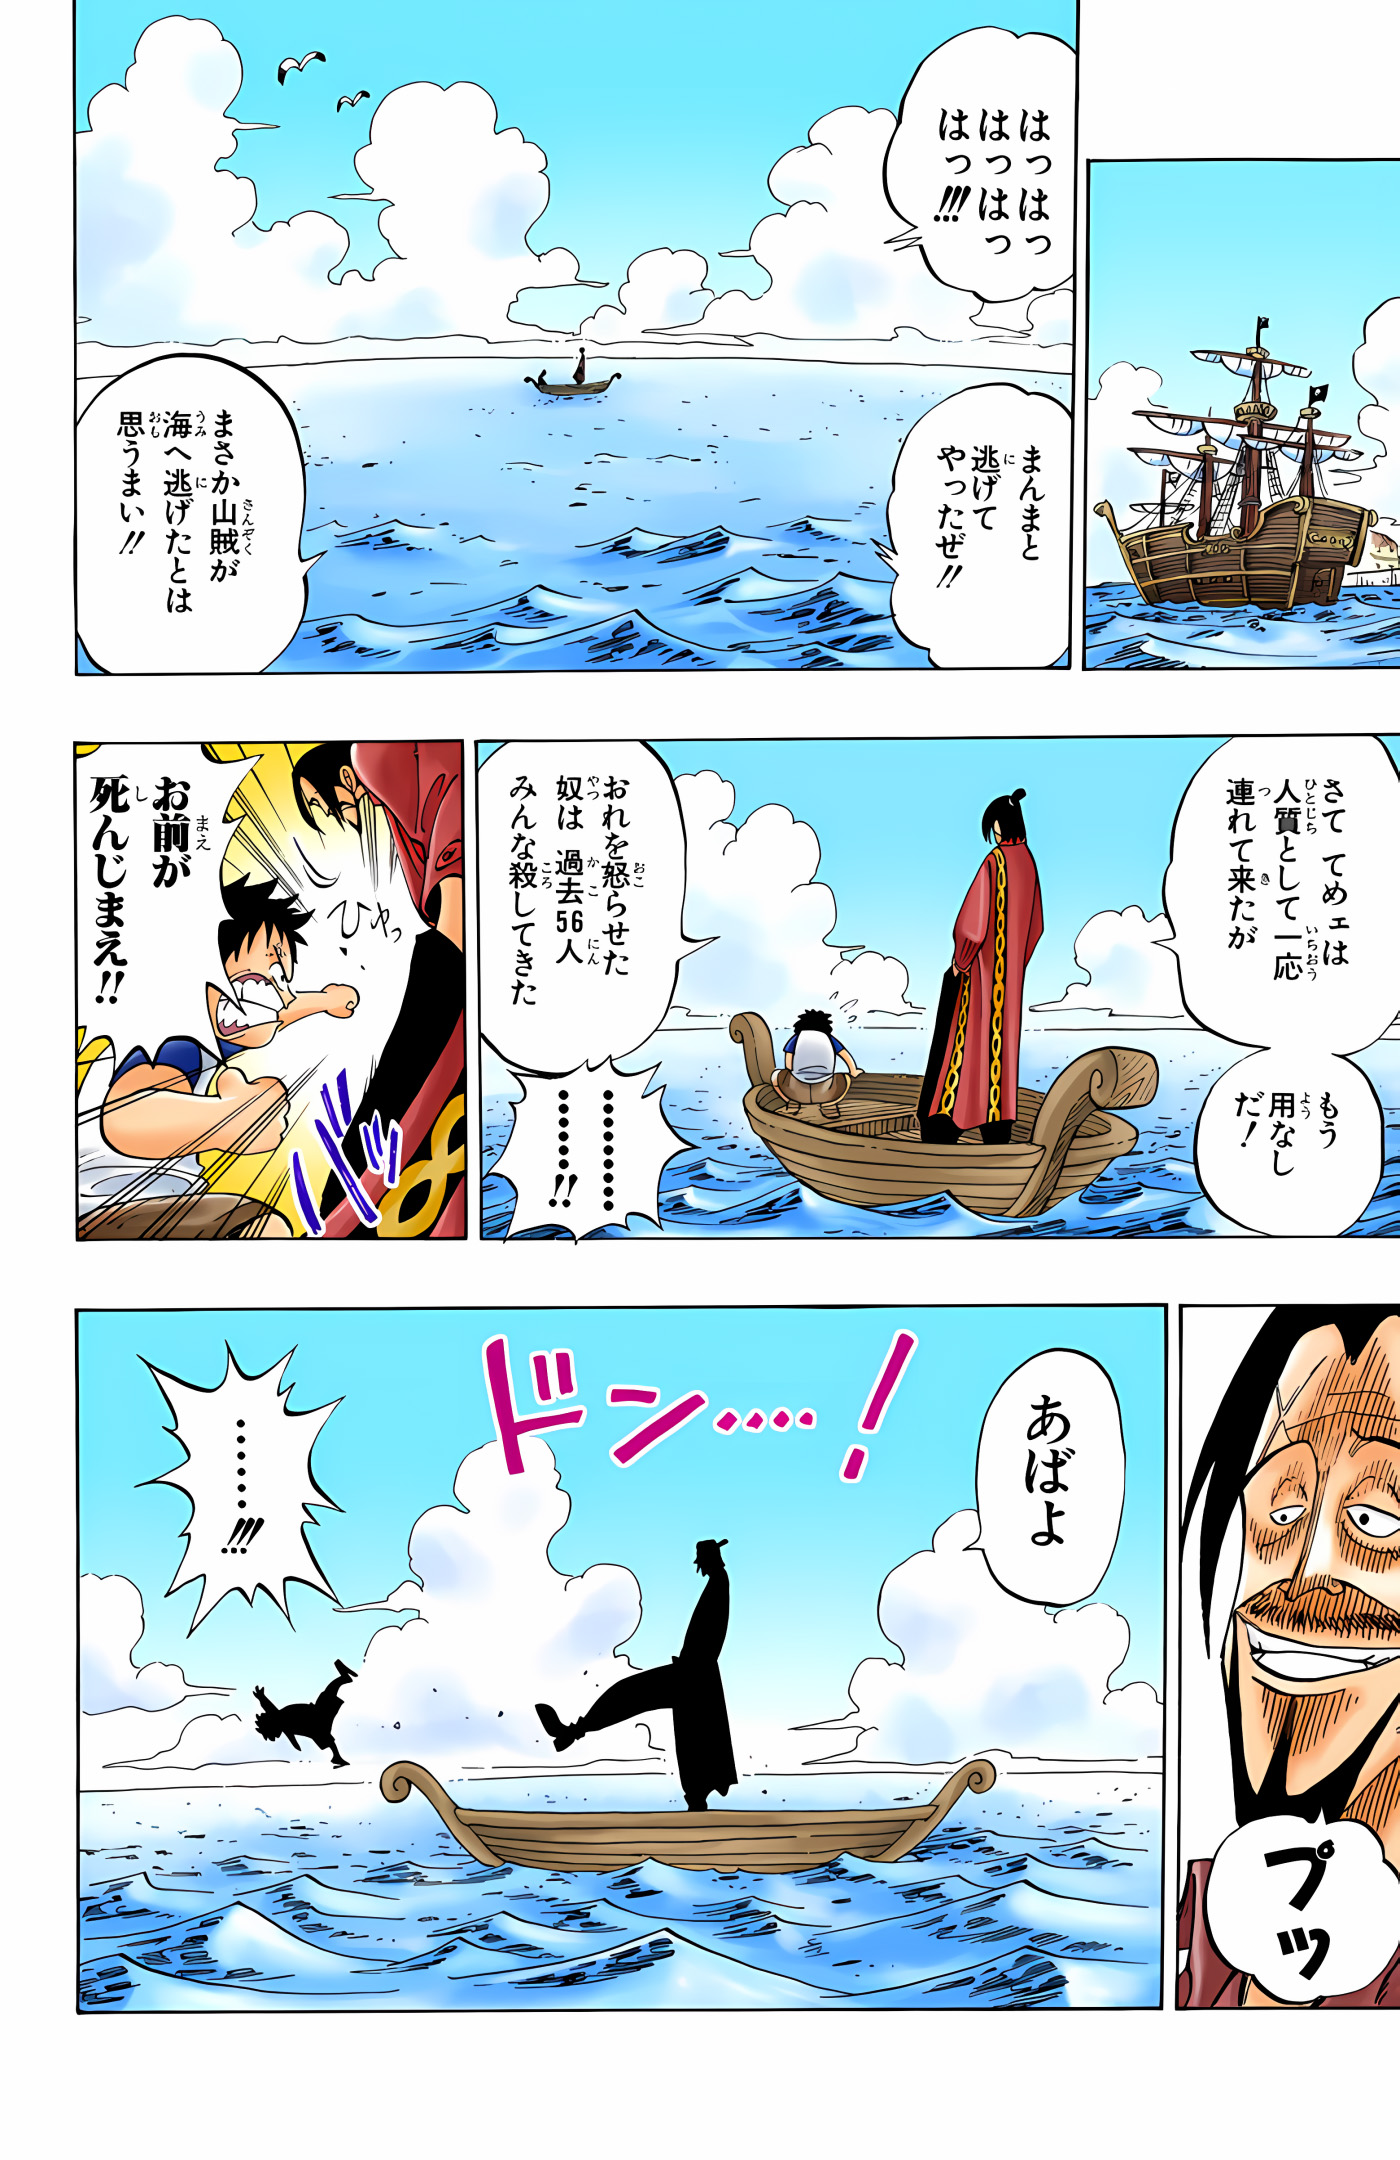 はっはっ
はっはっ
はっ!!!
まんまと
逃げて
やったぜ!!
まさか山賊が
海へ逃げたとは
思うまい!!
さて てめェは
人質として一応
連れて来たが
もう
用なし
だ!
おれを怒らせた
奴は 過去56人
みんな殺してきた
………
……!!
お前が
死んじまえ!!
ひゃっ
バッ
プッ
あばよ
ドン….!
……!!!